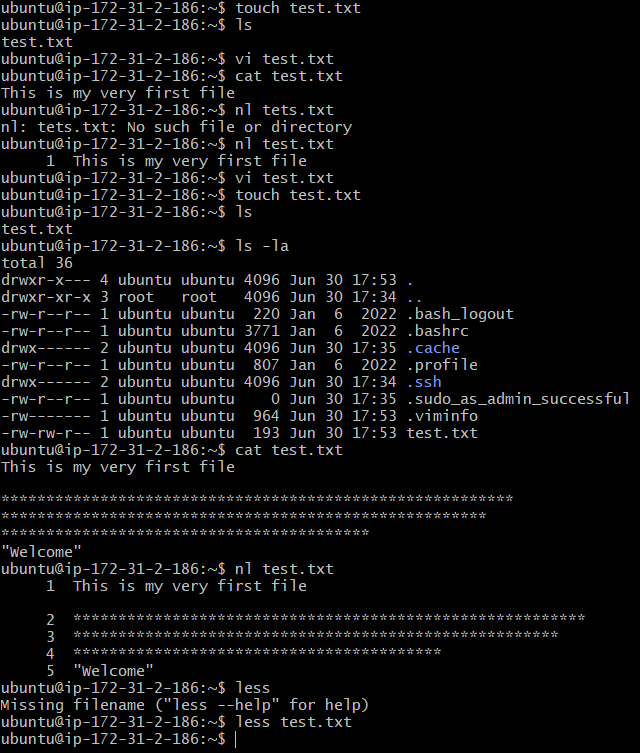 ubuntu@ip-172-31-2-186:~$ touch test.txt
ubuntu@ip-172-31-2-186:~$ ls
test.txt
ubuntu@ip-172-31-2-186:~$ vi test.txt
ubuntu@ip-172-31-2-186:~$ cat test.txt
This is my very first file
ubuntu@ip-172-31-2-186:~$ nl tets.txt
nl: tets.txt: No such file or directory
ubuntu@ip-172-31-2-186:~$ nl test.txt
     1  This is my very first file
ubuntu@ip-172-31-2-186:~$ vi test.txt
ubuntu@ip-172-31-2-186:~$ touch test.txt
ubuntu@ip-172-31-2-186:~$ ls
test.txt
ubuntu@ip-172-31-2-186:~$ ls -la
total 36
drwxr-x--- 4 ubuntu ubuntu 4096 Jun 30 17:53 .
drwxr-xr-x 3 root   root   4096 Jun 30 17:34 ..
-rw-r--r-- 1 ubuntu ubuntu  220 Jan  6  2022 .bash_logout
-rw-r--r-- 1 ubuntu ubuntu 3771 Jan  6  2022 .bashrc
drwx------ 2 ubuntu ubuntu 4096 Jun 30 17:35 .cache
-rw-r--r-- 1 ubuntu ubuntu  807 Jan  6  2022 .profile
drwx------ 2 ubuntu ubuntu 4096 Jun 30 17:34 .ssh
-rw-r--r-- 1 ubuntu ubuntu    0 Jun 30 17:35 .sudo_as_admin_successful
-rw------- 1 ubuntu ubuntu  964 Jun 30 17:53 .viminfo
-rw-rw-r-- 1 ubuntu ubuntu  193 Jun 30 17:53 test.txt
ubuntu@ip-172-31-2-186:~$ cat test.txt
This is my very first file

*********************************************************
******************************************************
*****************************************
"Welcome"
ubuntu@ip-172-31-2-186:~$ nl test.txt
     1  This is my very first file

     2  *********************************************************
     3  ******************************************************
     4  *****************************************
     5  "Welcome"
ubuntu@ip-172-31-2-186:~$ less
Missing filename ("less --help" for help)
ubuntu@ip-172-31-2-186:~$ less test.txt
ubuntu@ip-172-31-2-186:~$